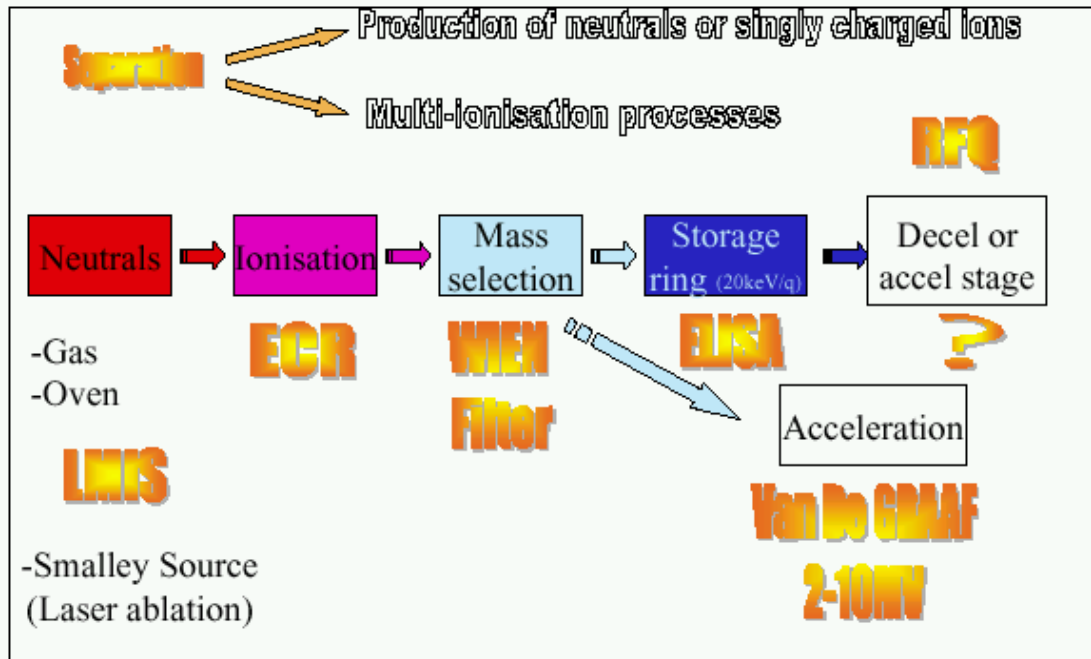 Production of neutrals or singly charged ions
Separation
Multi-ionisation processes
RFQ
Neutrals
Ionisation
Mass
selection
Storage
ring (20keV/q)
Decel or
accel stage
-Gas
-Oven
ECR
WIEN
Filter
ELISA
?
Acceleration
LMIS
Van De GRAAF
2-10MV
-Smalley Source
(Laser ablation)